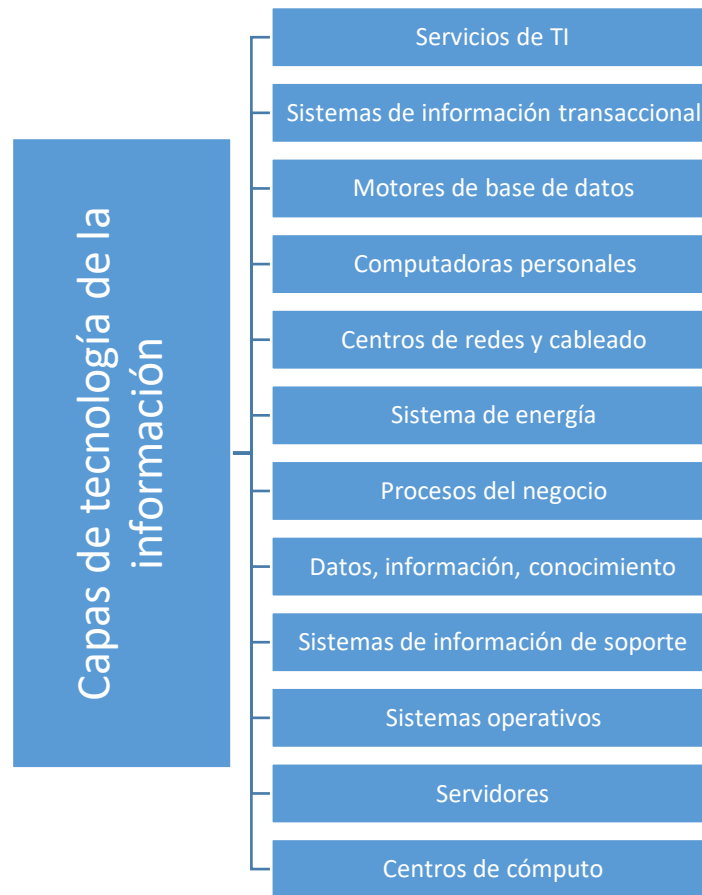 Capas de tecnología de la
información
Servicios de TI
Sistemas de información transaccional
Motores de base de datos
Computadoras personales
Centros de redes y cableado
Sistema de energía
Procesos del negocio
Datos, información, conocimiento
Sistemas de información de soporte
Sistemas operativos
Servidores
Centros de cómputo